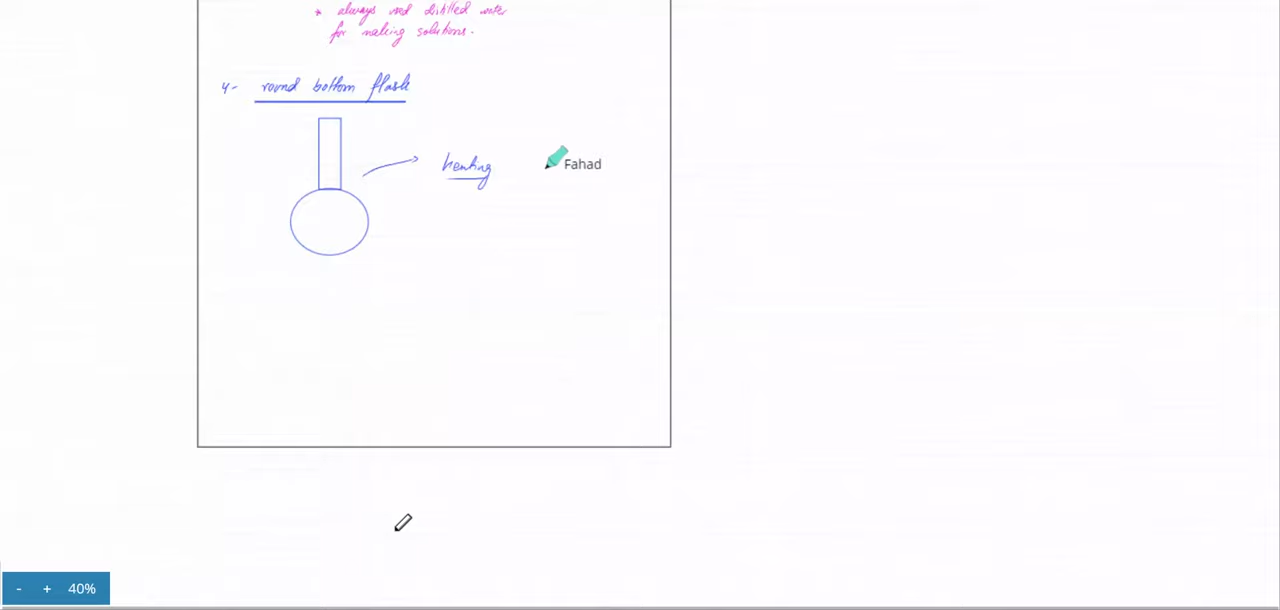 * always used distilled water
for making solutions.
4- round bottom flask
heating
Fahad
- + 40%